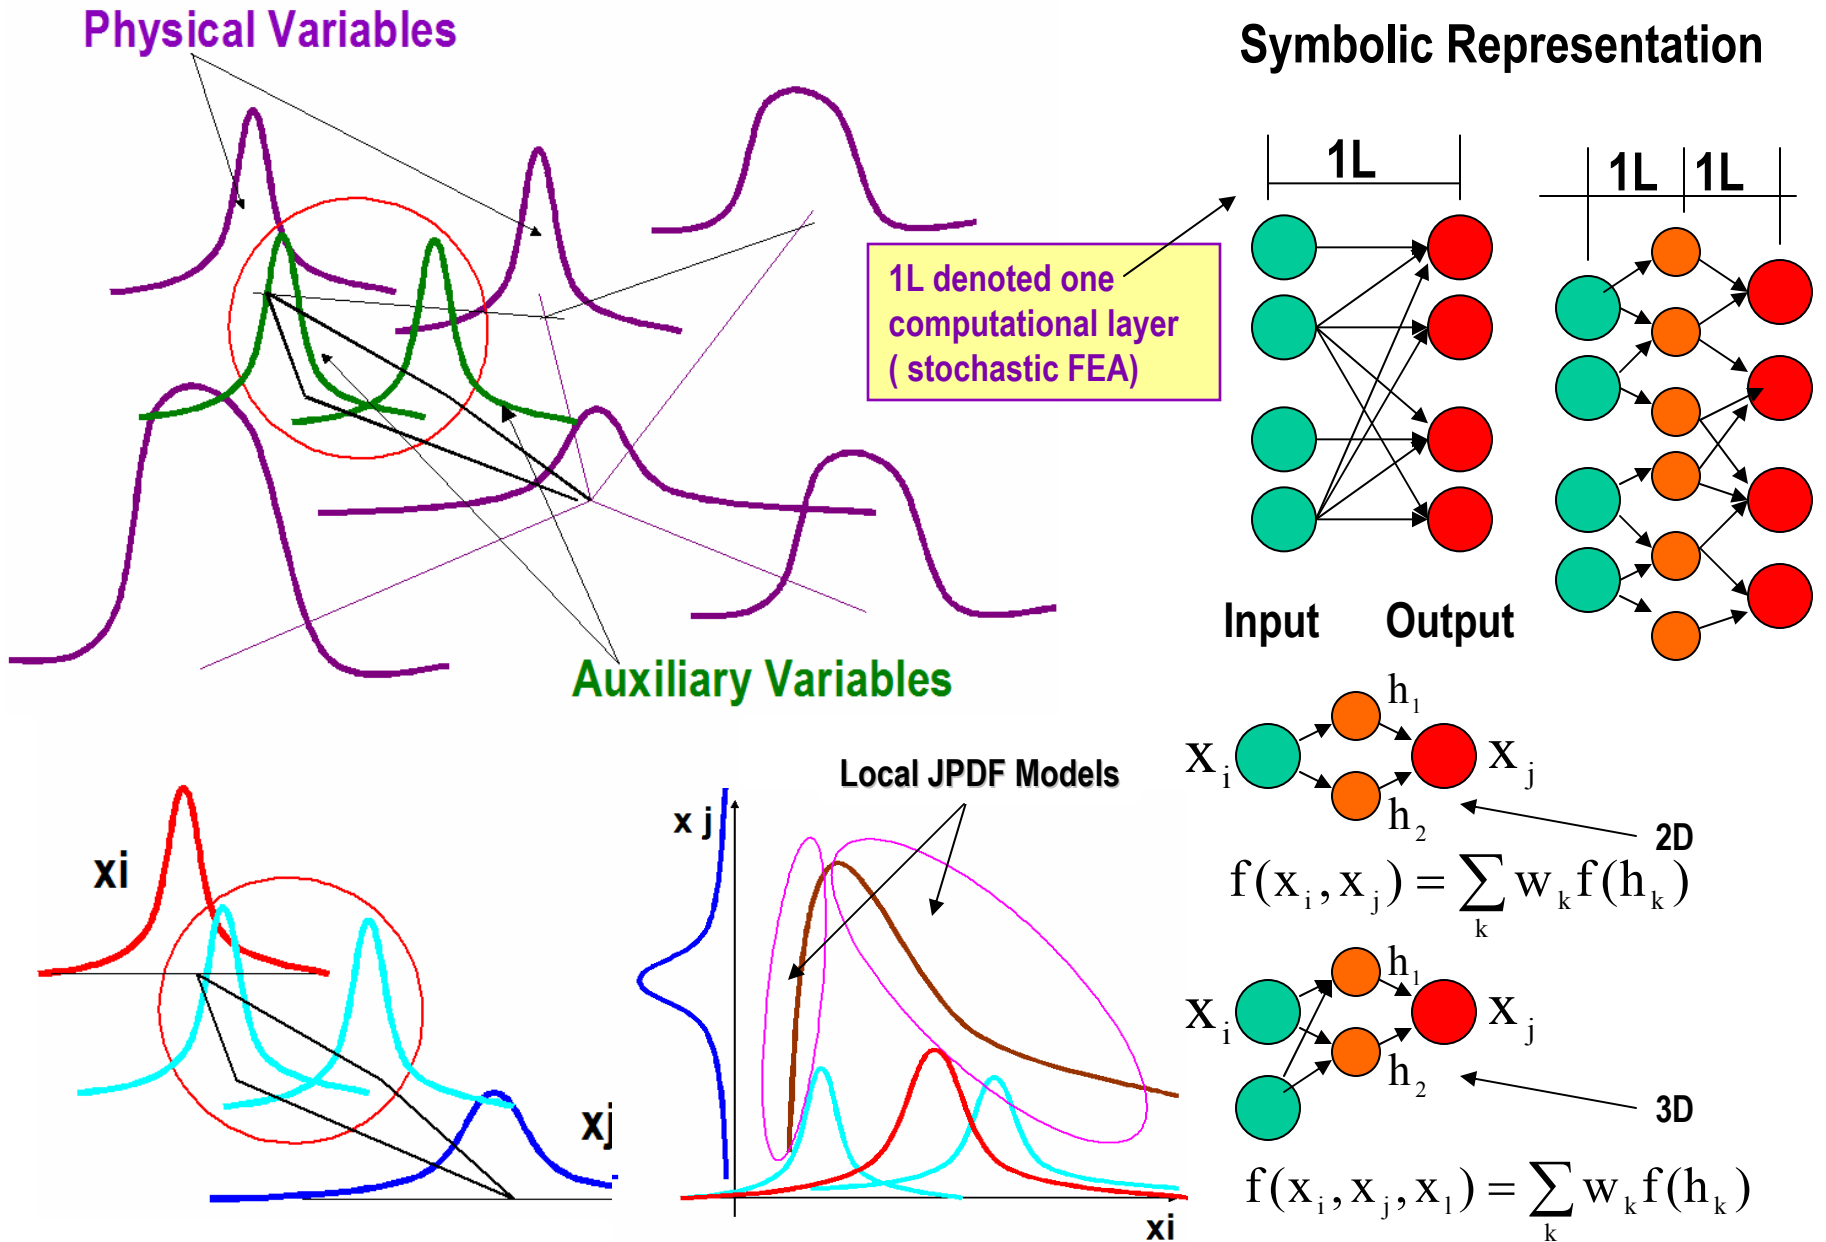 Physical Variables
Symbolic Representation
1L
1L
1L
1L denoted one
computational layer
( stochastic FEA)
Input
Output
Auxiliary Variables
h₁
xᵢ
xⱼ
h₂
2D
f(xᵢ, xⱼ) = ∑ₖ wₖ f(hₖ)
Local JPDF Models
x j
xi
xj
xi
h₁
xᵢ
xⱼ
h₂
3D
f(xᵢ, xⱼ, xₗ) = ∑ₖ wₖ f(hₖ)